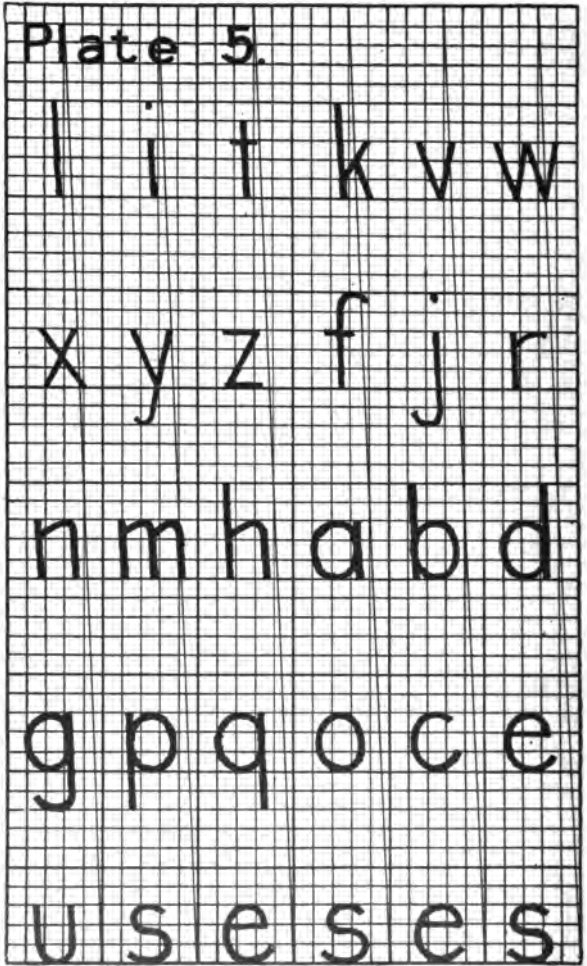 Plate 5.
l i t k v w
x y z f j r
n m h a b d
g p q o c e
u s e s e s